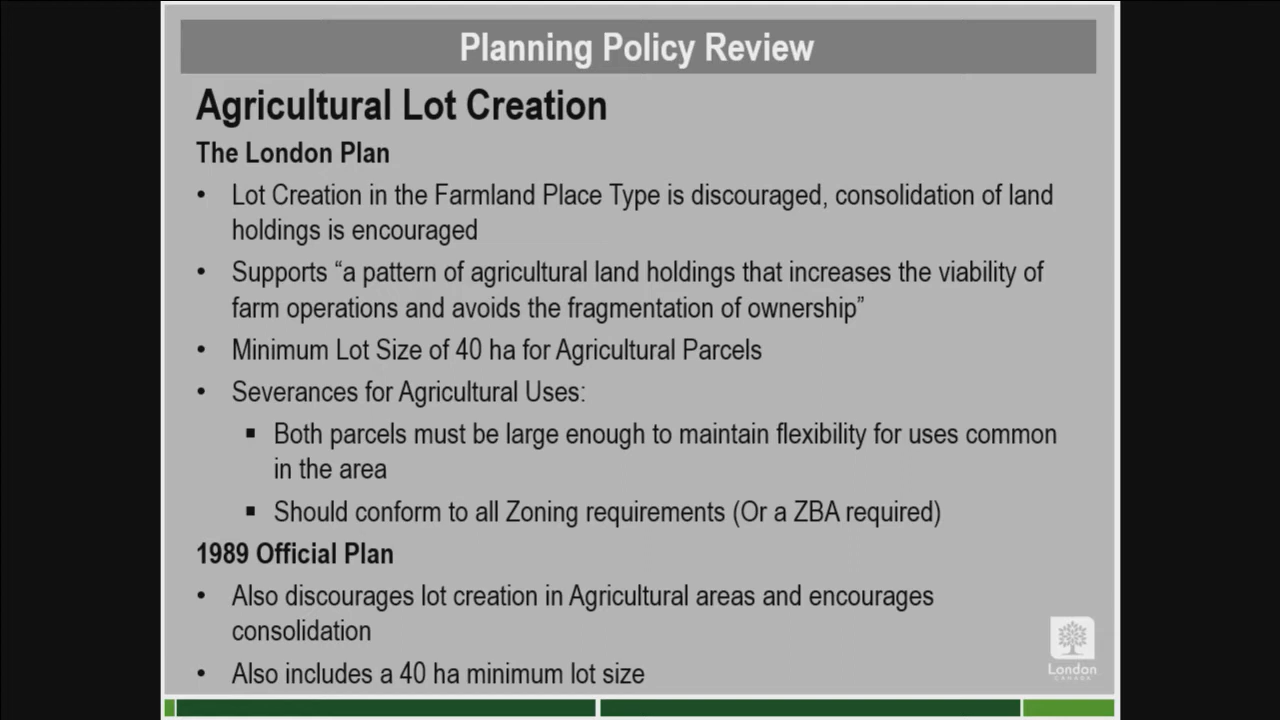 Planning Policy Review
Agricultural Lot Creation
The London Plan
• Lot Creation in the Farmland Place Type is discouraged, consolidation of land
holdings is encouraged
• Supports “a pattern of agricultural land holdings that increases the viability of
farm operations and avoids the fragmentation of ownership”
• Minimum Lot Size of 40 ha for Agricultural Parcels
• Severances for Agricultural Uses:
▪ Both parcels must be large enough to maintain flexibility for uses common
in the area
▪ Should conform to all Zoning requirements (Or a ZBA required)
1989 Official Plan
• Also discourages lot creation in Agricultural areas and encourages
consolidation
• Also includes a 40 ha minimum lot size
London
CANADA